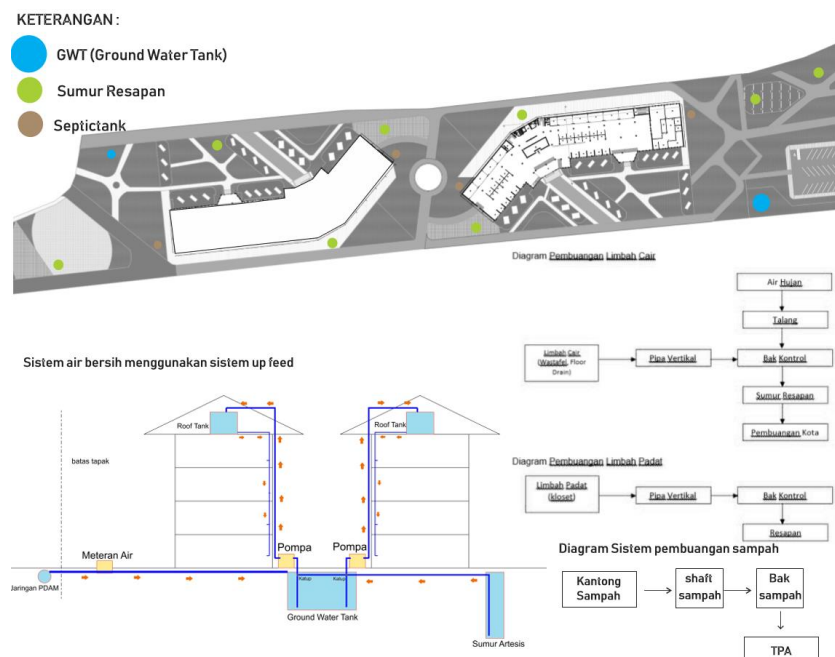 KETERANGAN :
GWT (Ground Water Tank)
Sumur Resapan
Septictank
Diagram Pembuangan Limbah Cair
Air Hujan
Talang
Limbah Cair
(Wastafel, Floor
Drain)
Pipa Vertikal
Bak Kontrol
Sumur Resapan
Pembuangan Kota
Sistem air bersih menggunakan sistem up feed
Roof Tank
Roof Tank
batas tapak
Pompa
Pompa
Meteran Air
Jaringan PDAM
Katup
Katup
Ground Water Tank
Sumur Artesis
Diagram Pembuangan Limbah Padat
Limbah Padat
(kloset)
Pipa Vertikal
Bak Kontrol
Resapan
Diagram Sistem pembuangan sampah
Kantong
Sampah
shaft
sampah
Bak
sampah
TPA